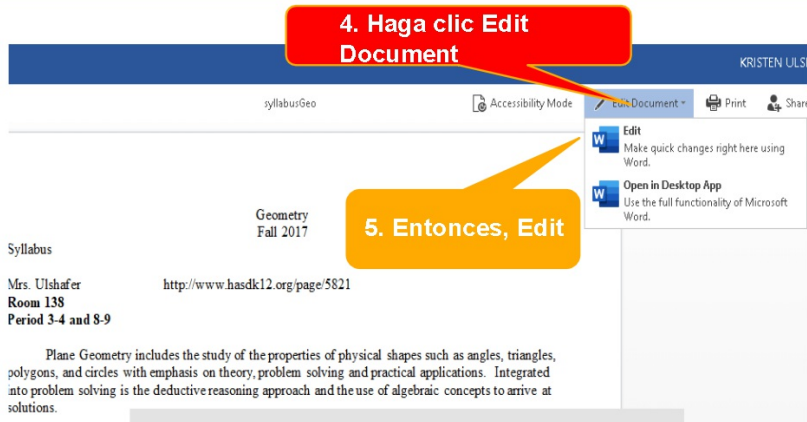 4. Haga clic Edit
Document
KRISTEN ULS
syllabusGeo
Accessibility Mode
Edit Document
Print
Share
Edit
Make quick changes right here using
Word.
Open in Desktop App
Use the full functionality of Microsoft
Word.
5. Entonces, Edit
Geometry
Fall 2017
Syllabus
Mrs. Ulshafer http://www.hasdk12.org/page/5821
Room 138
Period 3-4 and 8-9
Plane Geometry includes the study of the properties of physical shapes such as angles, triangles,
polygons, and circles with emphasis on theory, problem solving and practical applications. Integrated
into problem solving is the deductive reasoning approach and the use of algebraic concepts to arrive at
solutions.